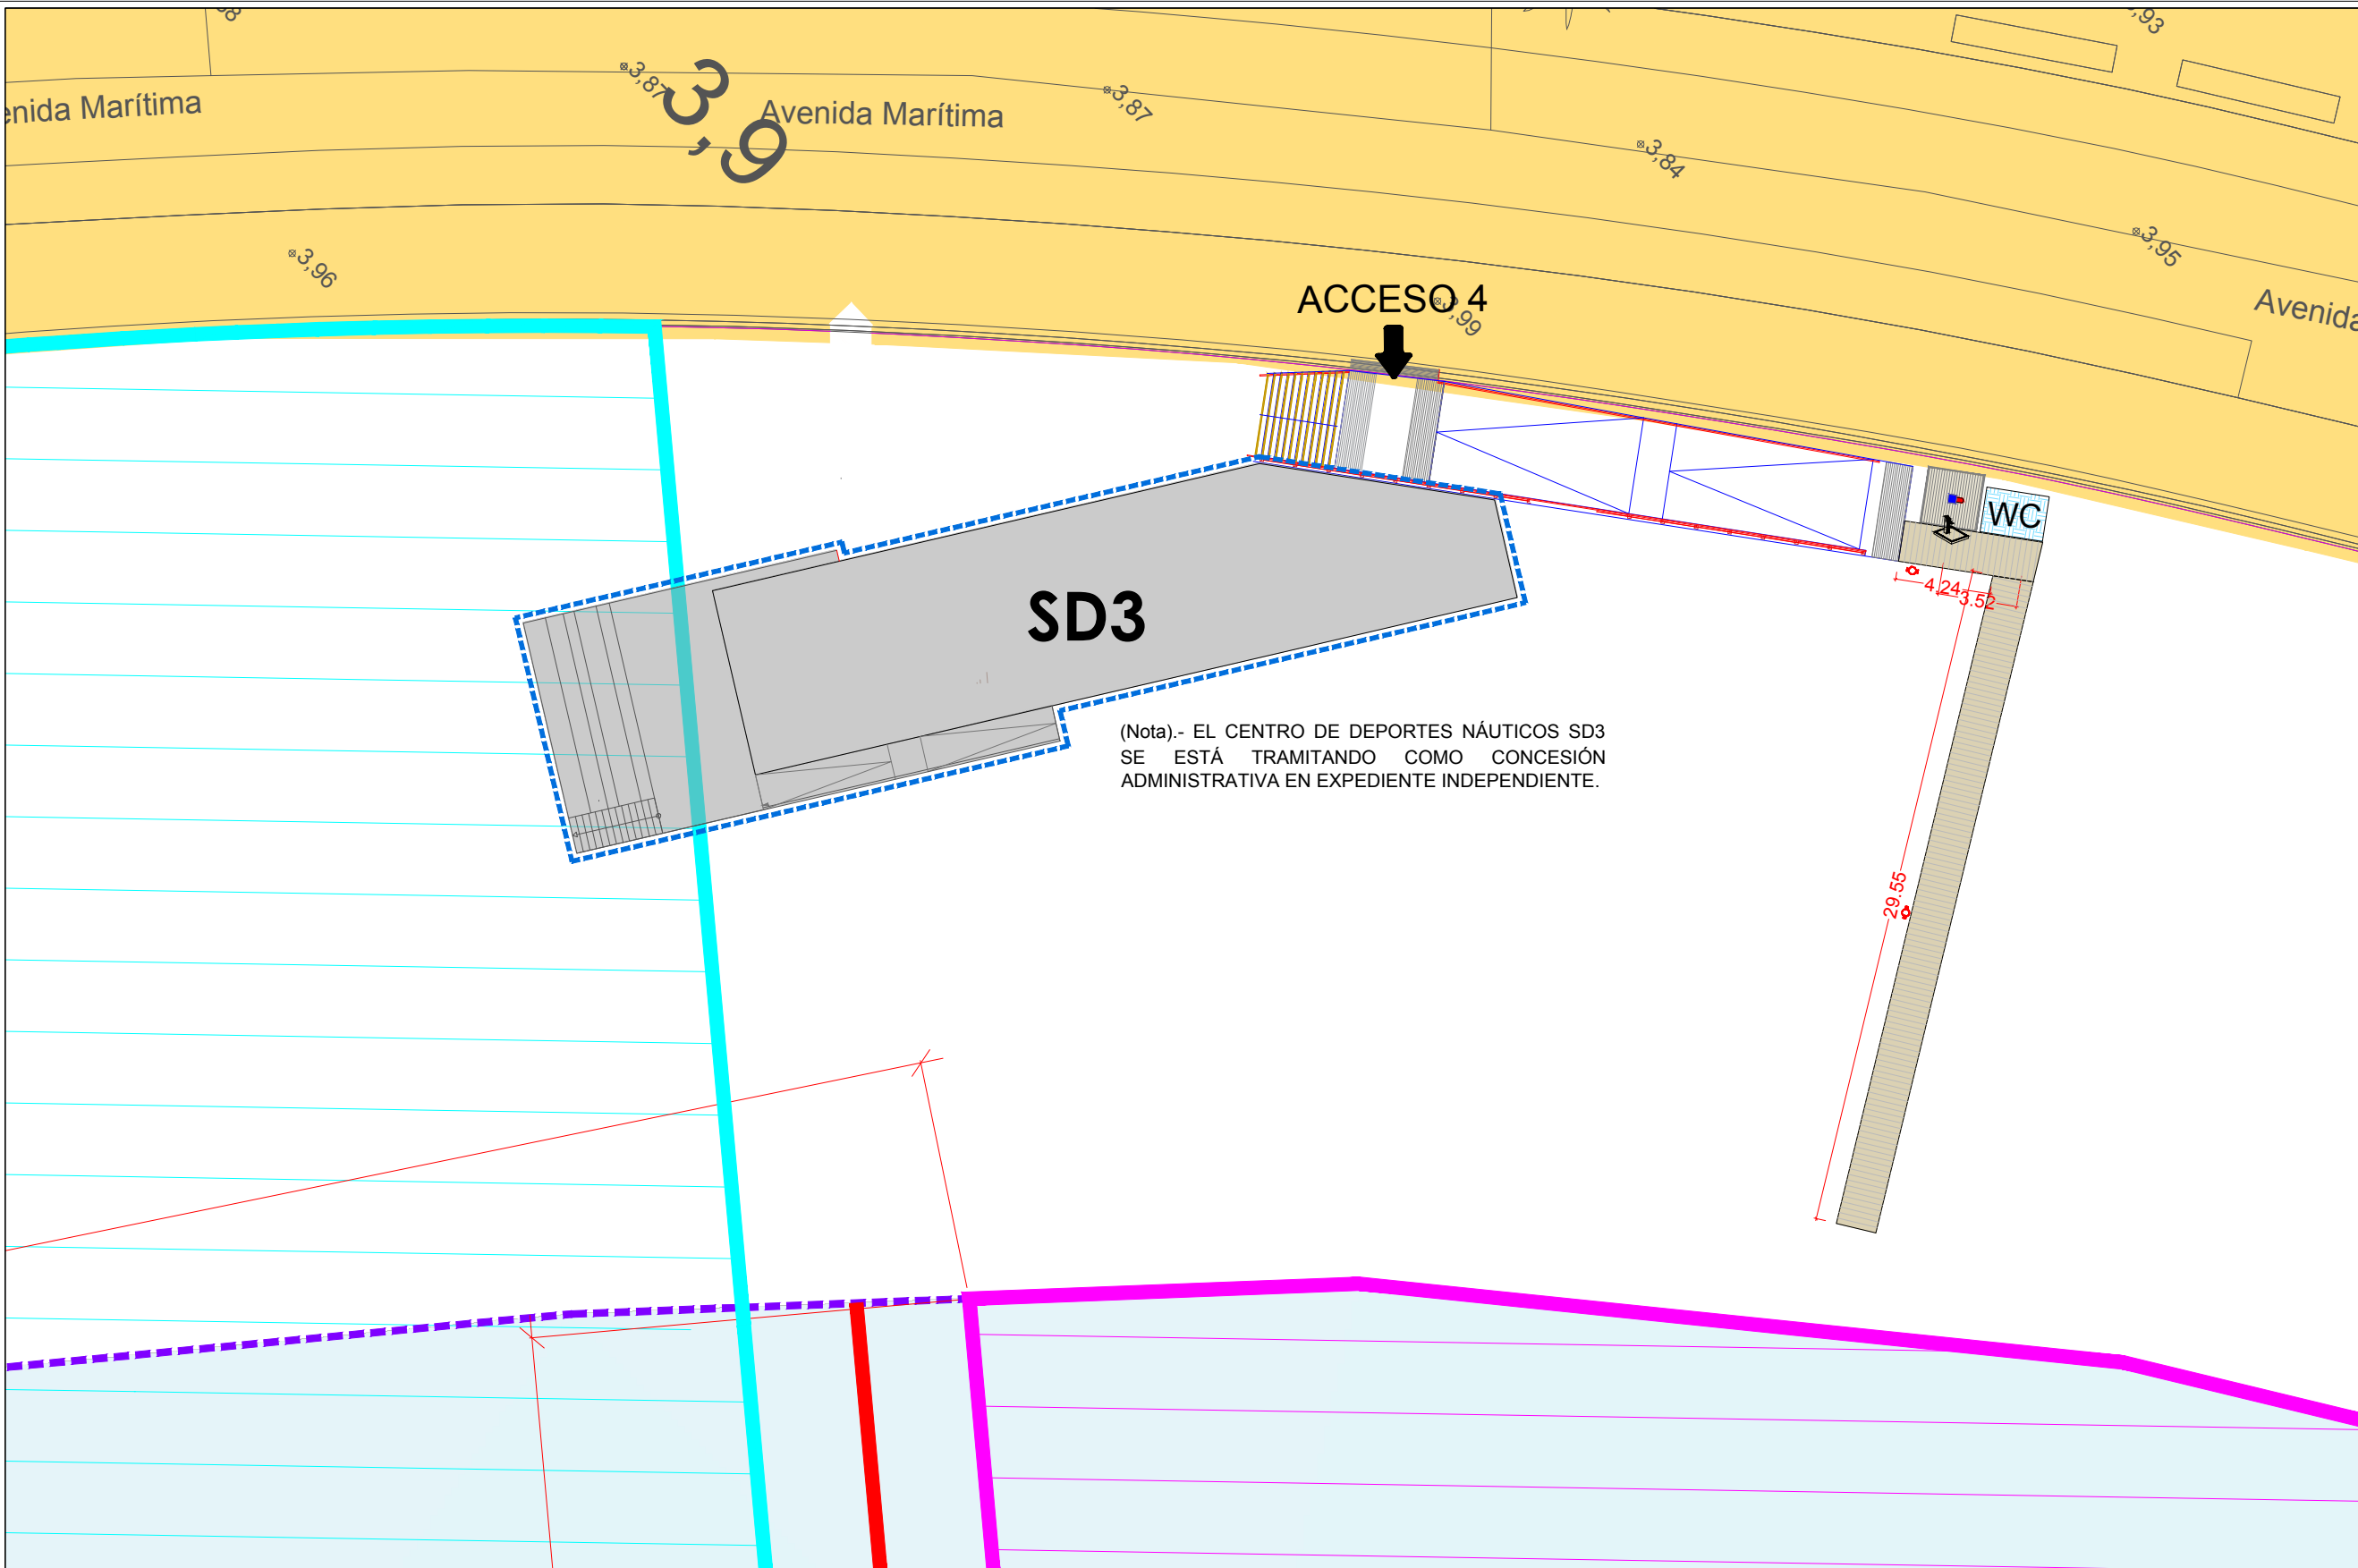 3,87
3,9
enida Marítima
Avenida Marítima
3,87
3,84
3,93
3,95
3,96
Avenida
ACCESO 4
3,99
WC
4.24
3.52
SD3
(Nota).- EL CENTRO DE DEPORTES NÁUTICOS SD3
SE ESTÁ TRAMITANDO COMO CONCESIÓN
ADMINISTRATIVA EN EXPEDIENTE INDEPENDIENTE.
29.55